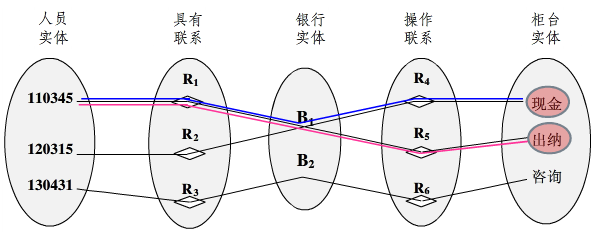 人员 具有 银行 操作 柜台
实体 联系 实体 联系 实体
R1 R4
110345 现金
B1
R2 R5 出纳
120315
B2
130431 R3 R6 咨询